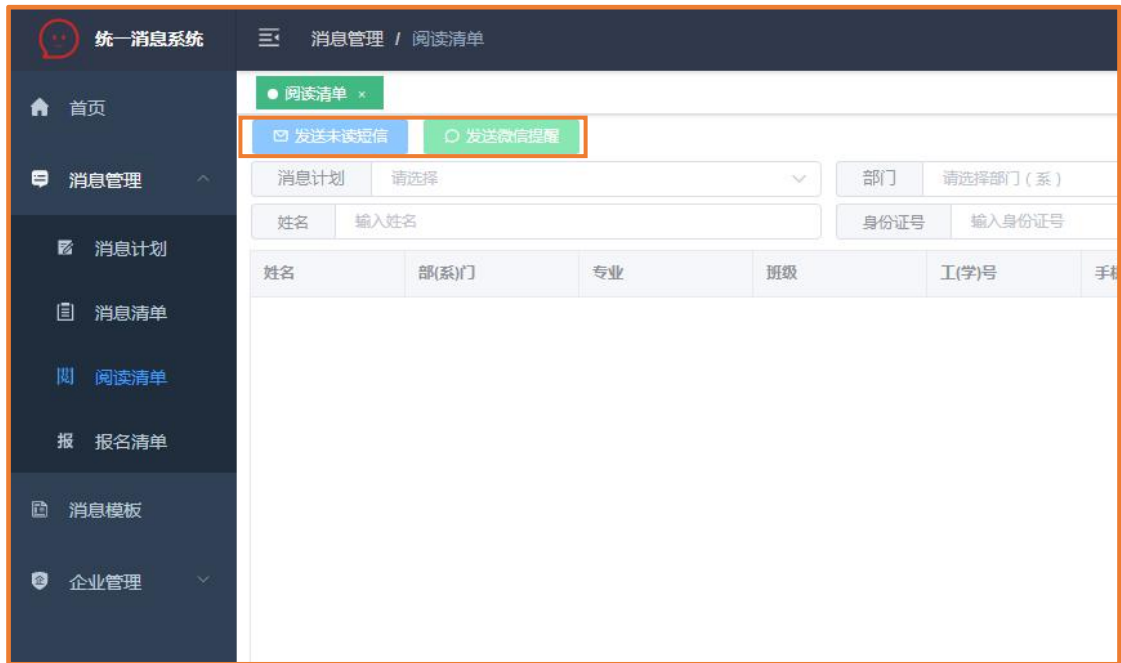 统一消息系统
消息管理 / 阅读清单
首页
阅读清单 ×
发送未读短信 发送微信提醒
消息管理
消息计划 请选择 部门 请选择部门（系）
姓名 输入姓名 身份证号 输入身份证号
消息计划
姓名 部(系)门 专业 班级 工(学)号 手
消息清单
阅读清单
报 报名清单
消息模板
企业管理